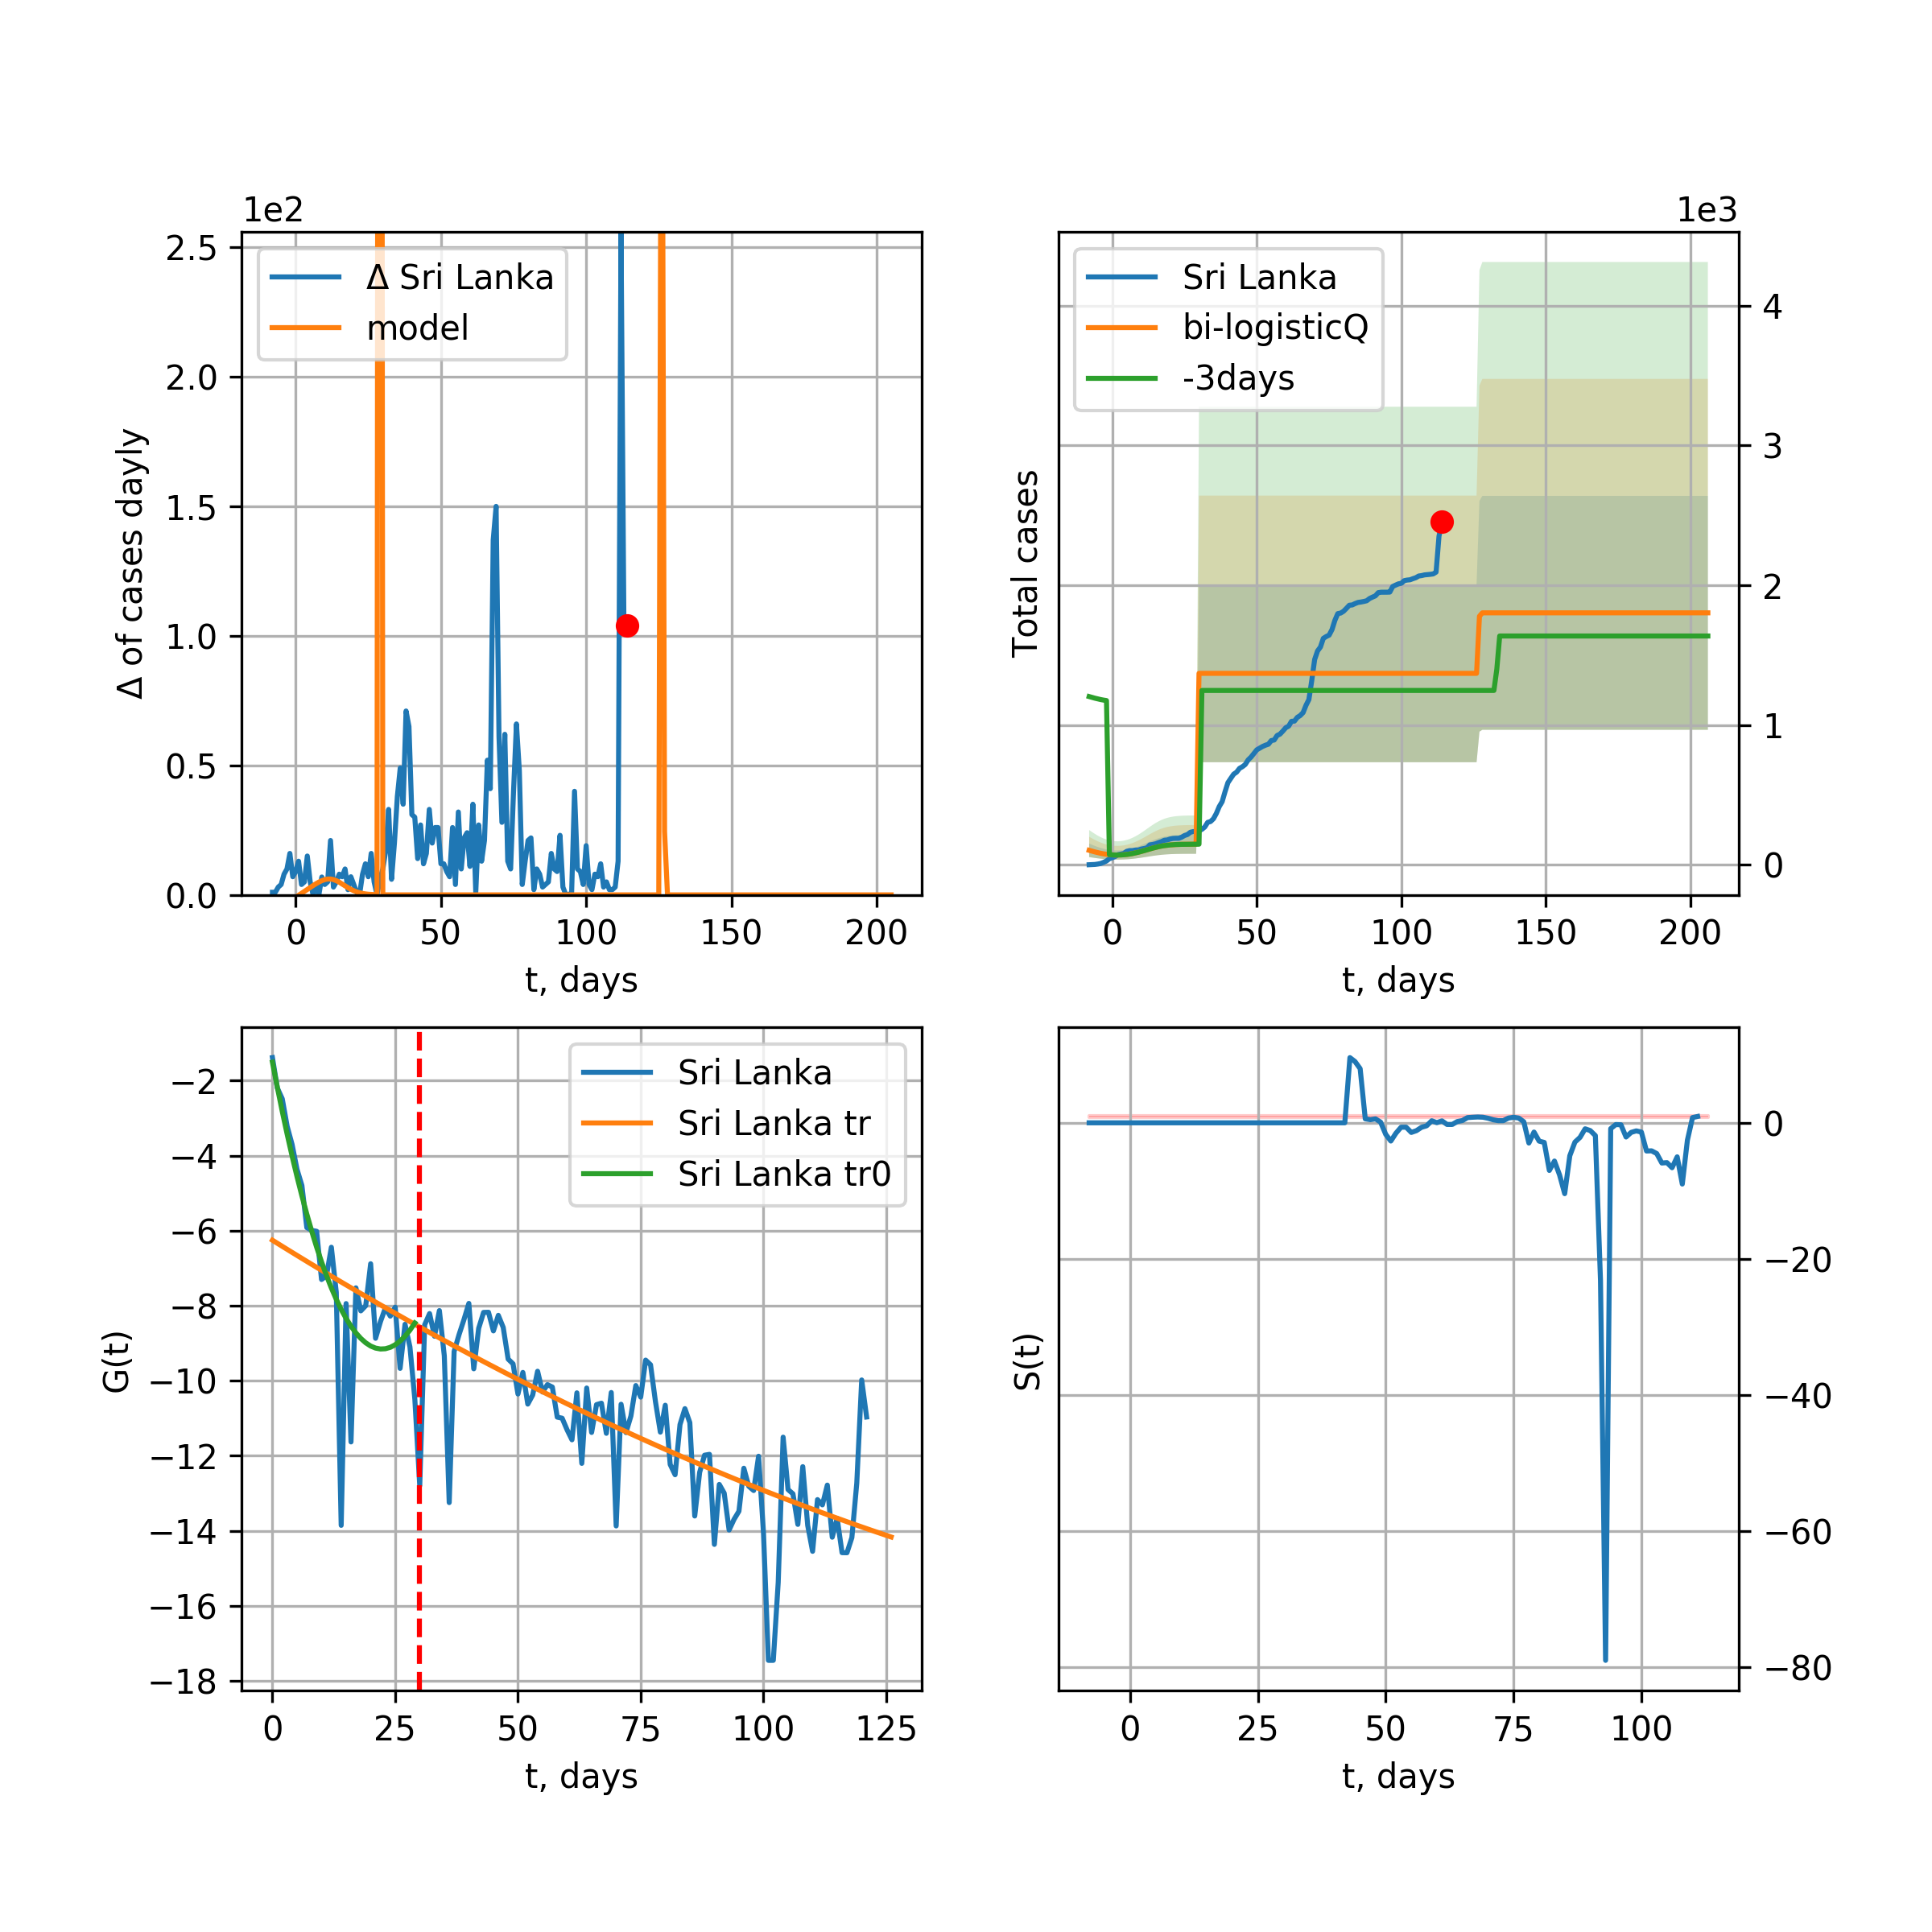 1e2
2.5
2.0
1.5
1.0
0.5
0.0
Δ of cases dayly
Δ Sri Lanka
model
0 50 100 150 200
t, days
1e3
Total cases
Sri Lanka
bi-logisticQ
-3days
4
3
2
1
0
0 50 100 150 200
t, days
G(t)
−2
−4
−6
−8
−10
−12
−14
−16
−18
Sri Lanka
Sri Lanka tr
Sri Lanka tr0
0 25 50 75 100 125
t, days
S(t)
0
−20
−40
−60
−80
0 25 50 75 100
t, days